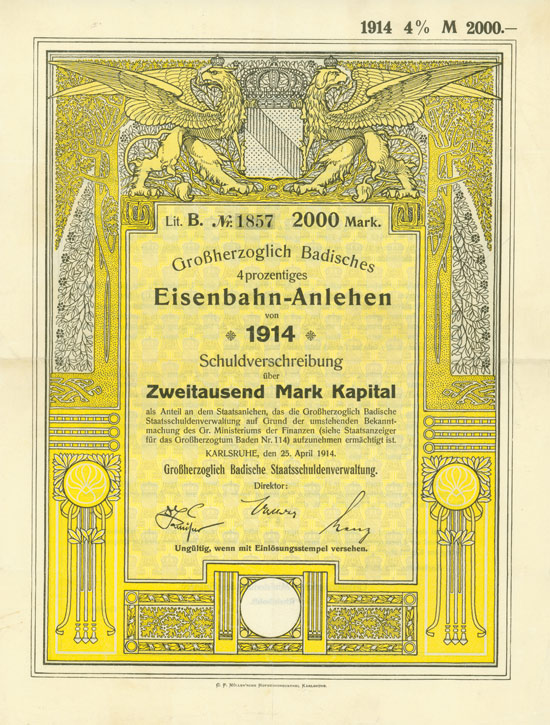 1914 4% M 2000.—
Lit. B. № 1857 2000 Mark.
Großherzoglich Badisches
4prozentiges
Eisenbahn-Anlehen
von
1914
Schuldverschreibung
über
Zweitausend Mark Kapital
als Anteil an dem Staatsanlehen, das die Großherzoglich Badische
Staatsschuldenverwaltung auf Grund der umstehenden Bekannt-
machung des Gr. Ministeriums der Finanzen (siehe Staatsanzeiger
für das Großherzogtum Baden Nr. 114) aufzunehmen ermächtigt ist.
KARLSRUHE, den 25. April 1914.
Großherzoglich Badische Staatsschuldenverwaltung.
Direktor:
Ungültig, wenn mit Einlösungsstempel versehen.
KARLSRUHE.